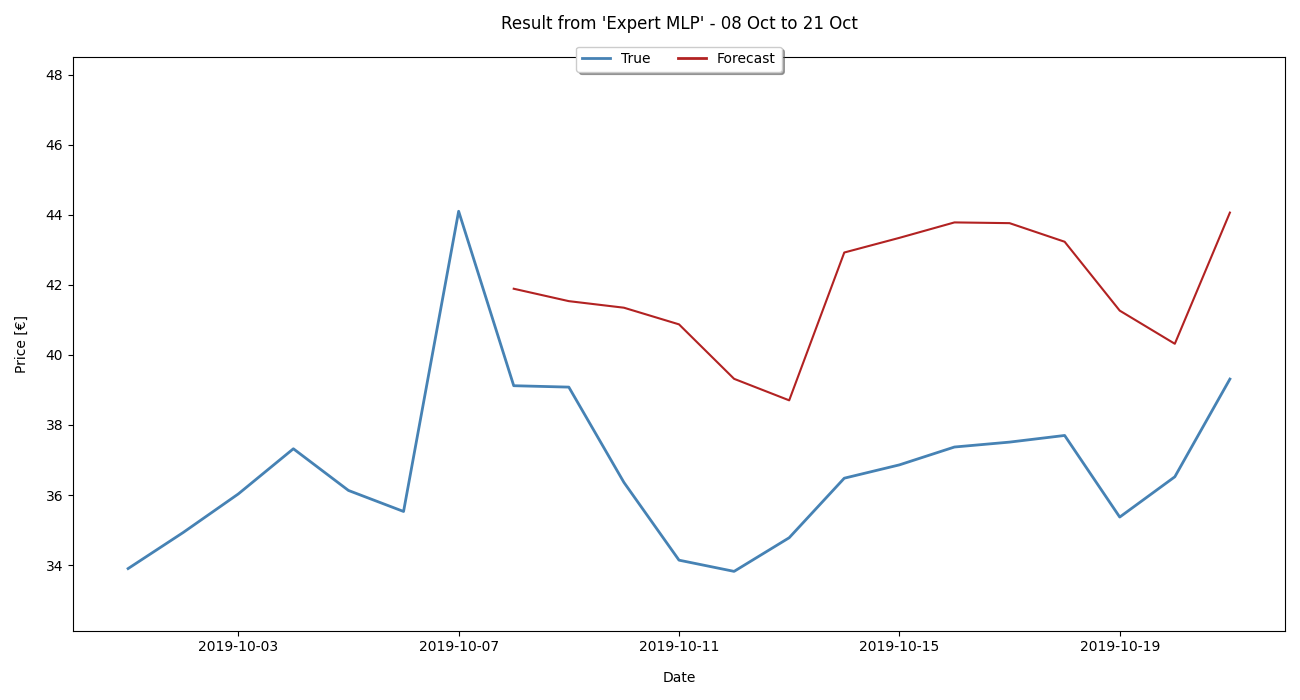 Result from 'Expert MLP' - 08 Oct to 21 Oct
True Forecast
48
46
44
42
40
38
36
34
Price [€]
2019-10-03 2019-10-07 2019-10-11 2019-10-15 2019-10-19
Date